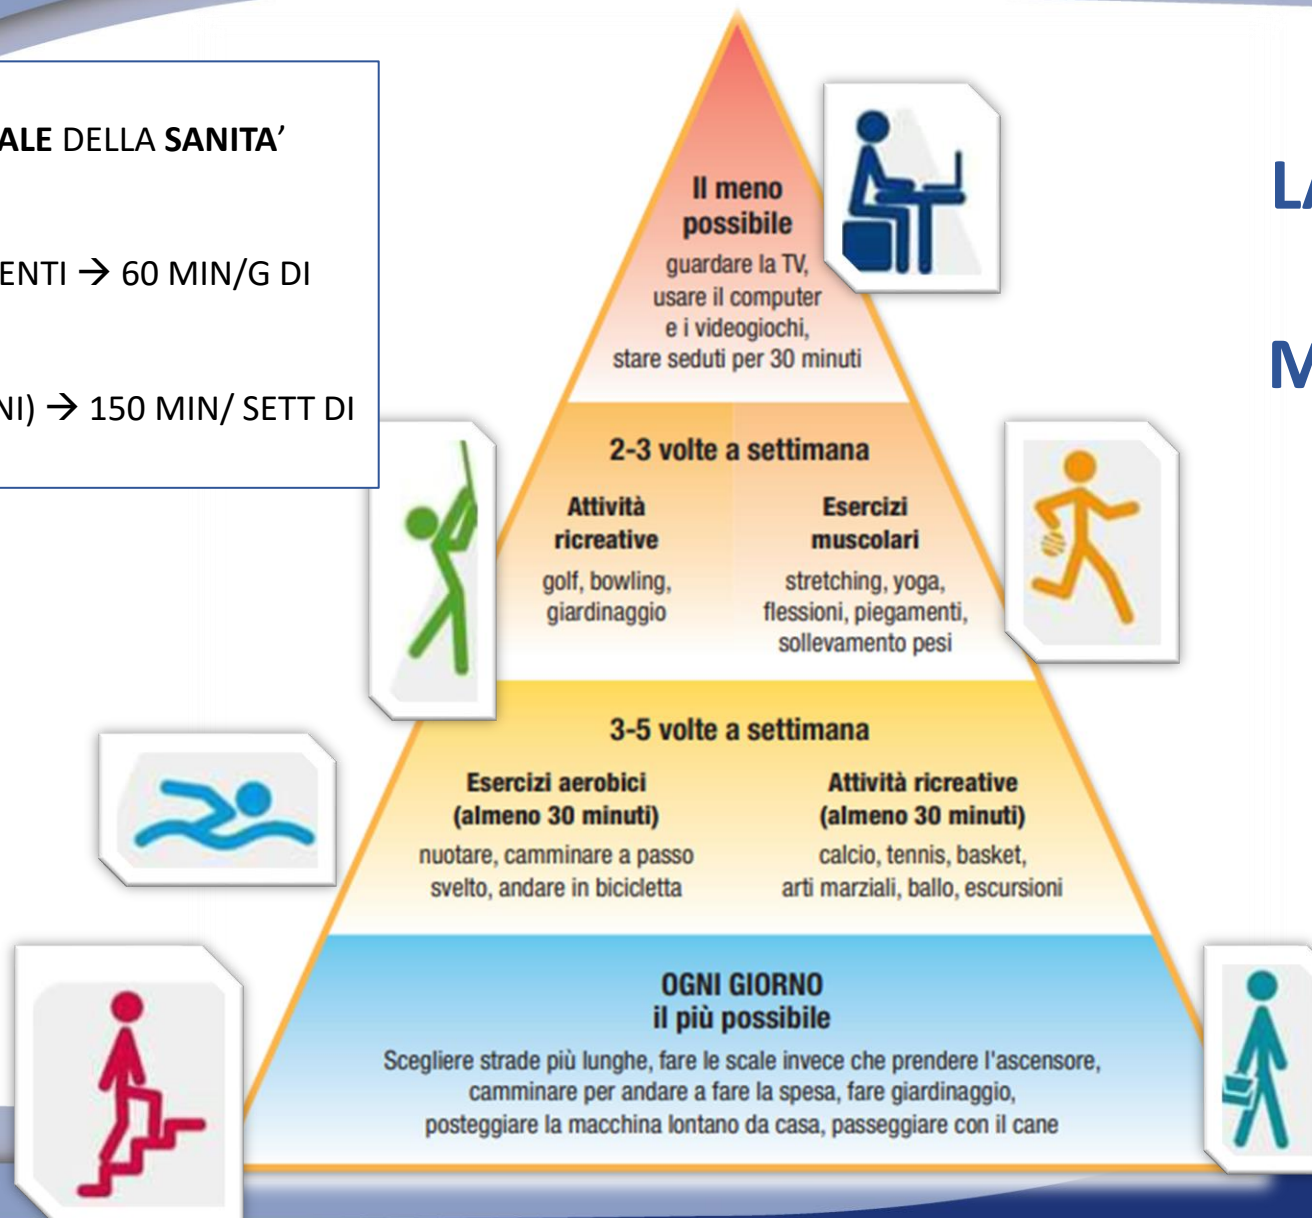 ALE DELLA SANITA’
ENTI → 60 MIN/G DI
NI) → 150 MIN/ SETT DI
LA
M
Il meno
possibile
guardare la TV,
usare il computer
e i videogiochi,
stare seduti per 30 minuti
2-3 volte a settimana
Attività
ricreative
golf, bowling,
giardinaggio
Esercizi
muscolari
stretching, yoga,
flessioni, piegamenti,
sollevamento pesi
3-5 volte a settimana
Esercizi aerobici
(almeno 30 minuti)
nuotare, camminare a passo
svelto, andare in bicicletta
Attività ricreative
(almeno 30 minuti)
calcio, tennis, basket,
arti marziali, ballo, escursioni
OGNI GIORNO
il più possibile
Scegliere strade più lunghe, fare le scale invece che prendere l'ascensore,
camminare per andare a fare la spesa, fare giardinaggio,
posteggiare la macchina lontano da casa, passeggiare con il cane